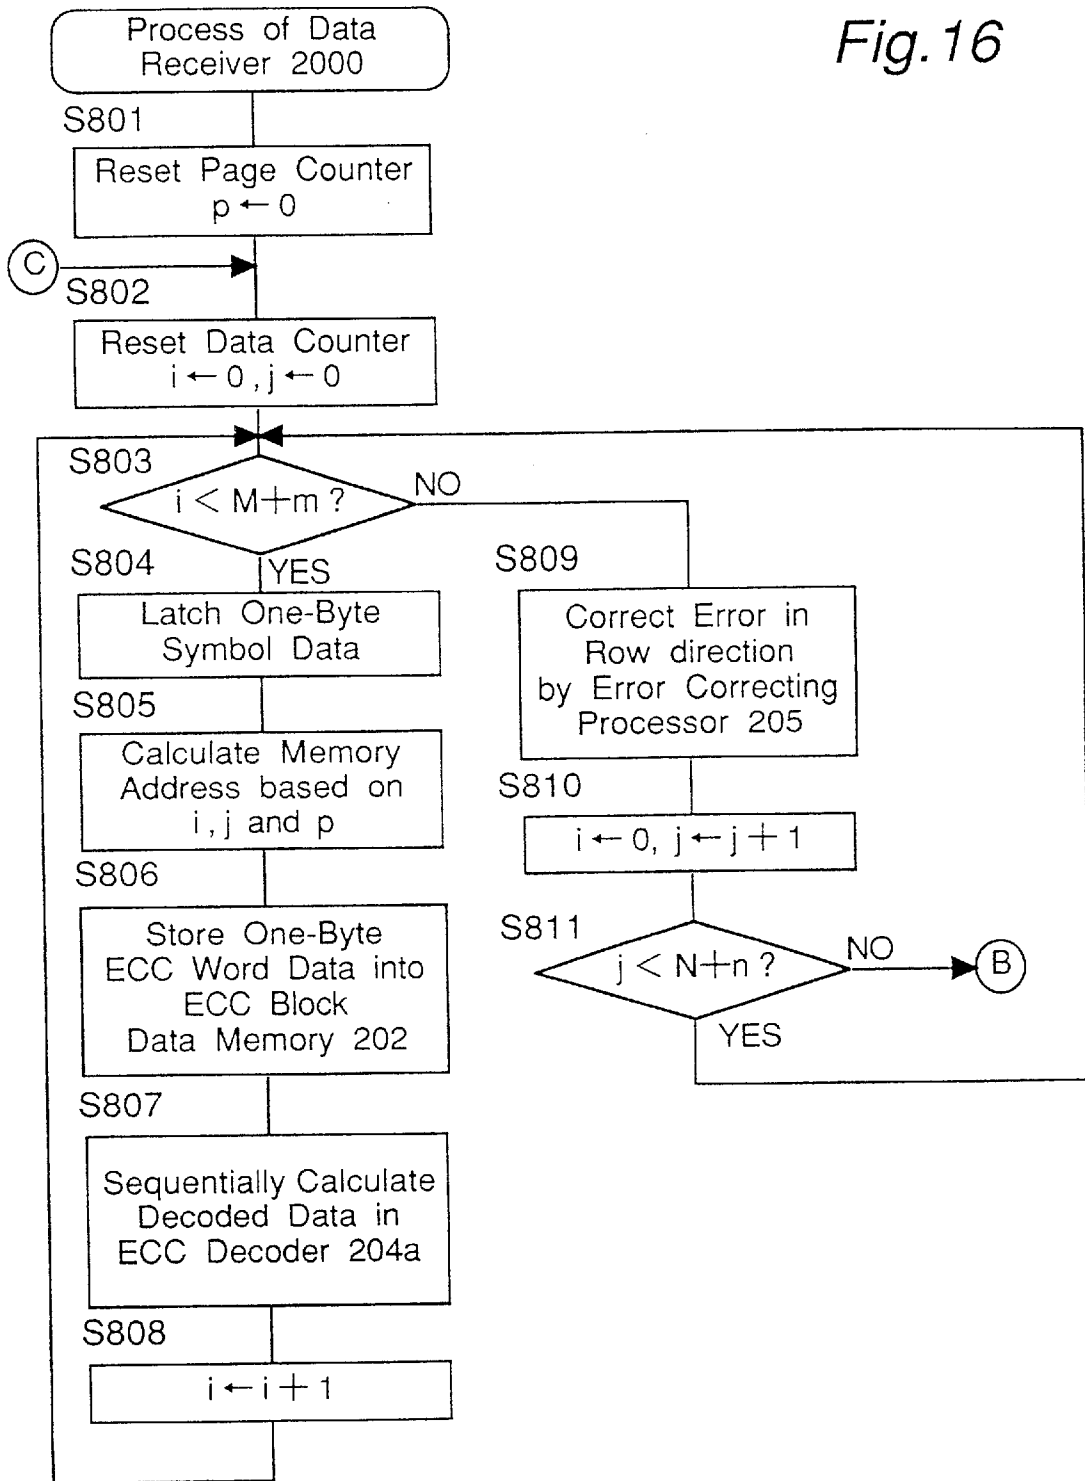 Fig.16
Process of Data
Receiver 2000
S801
Reset Page Counter
p ← 0
C
S802
Reset Data Counter
i ← 0 , j ← 0
S803
i < M+m ?
NO
YES
S804
Latch One-Byte
Symbol Data
S805
Calculate Memory
Address based on
i , j and p
S806
Store One-Byte
ECC Word Data into
ECC Block
Data Memory 202
S807
Sequentially Calculate
Decoded Data in
ECC Decoder 204a
S808
i ← i + 1
S809
Correct Error in
Row direction
by Error Correcting
Processor 205
S810
i ← 0, j ← j + 1
S811
j < N+n ?
NO
B
YES